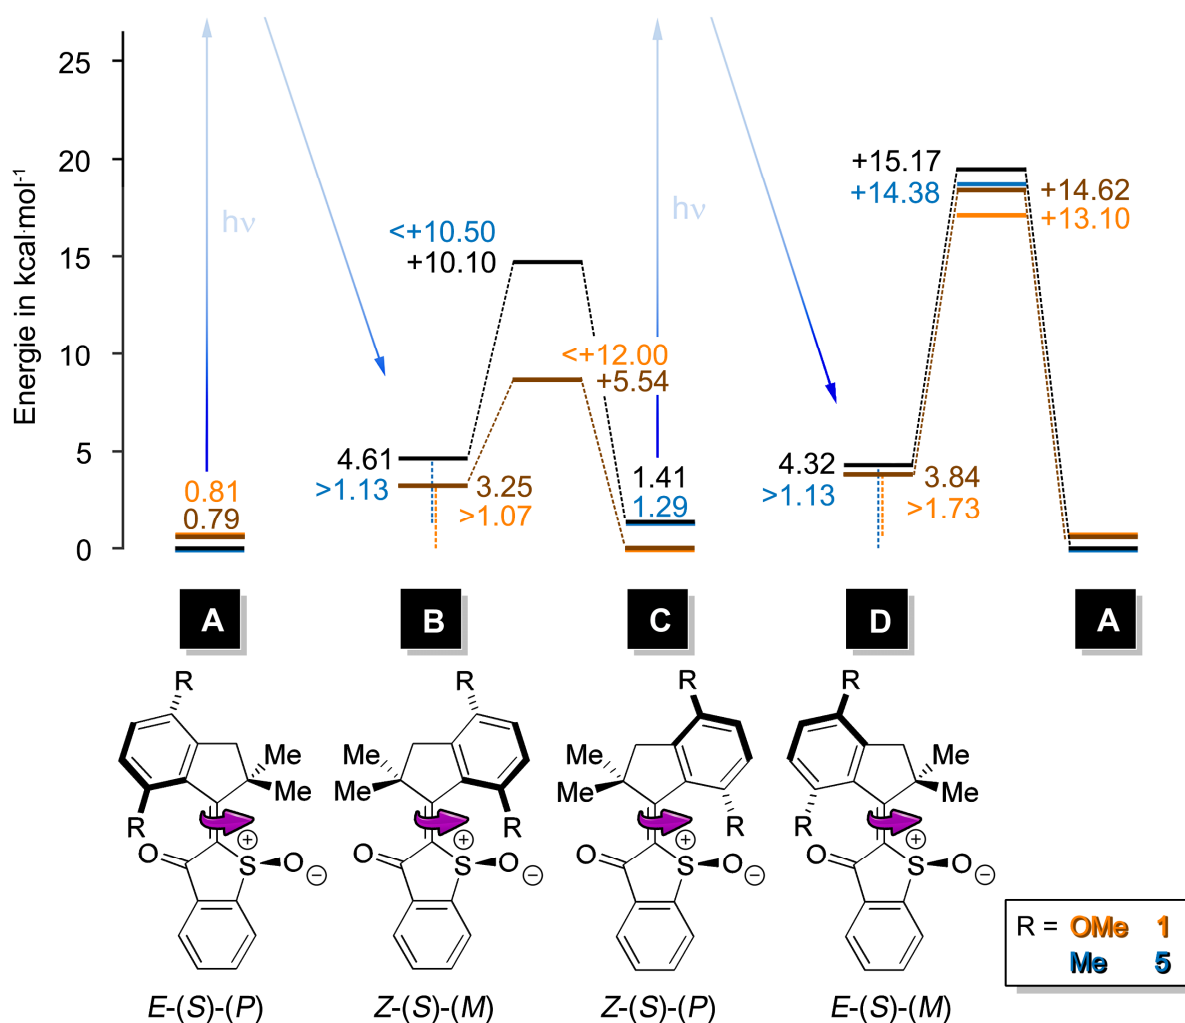 Energie in kcal·mol⁻¹
25
20
15
10
5
0
hν
hν
0.81
0.79
<+10.50
+10.10
4.61
>1.13
3.25
>1.07
<+12.00
+5.54
1.41
1.29
+15.17
+14.38
+14.62
+13.10
4.32
>1.13
3.84
>1.73
A
B
C
D
A
R
Me
Me
R
O
S
+
O
−
R
Me
Me
R
O
S
+
O
−
R
Me
Me
R
O
S
+
O
−
R
Me
Me
R
O
S
+
O
−
R = OMe 1
Me 5
E-(S)-(P)
Z-(S)-(M)
Z-(S)-(P)
E-(S)-(M)